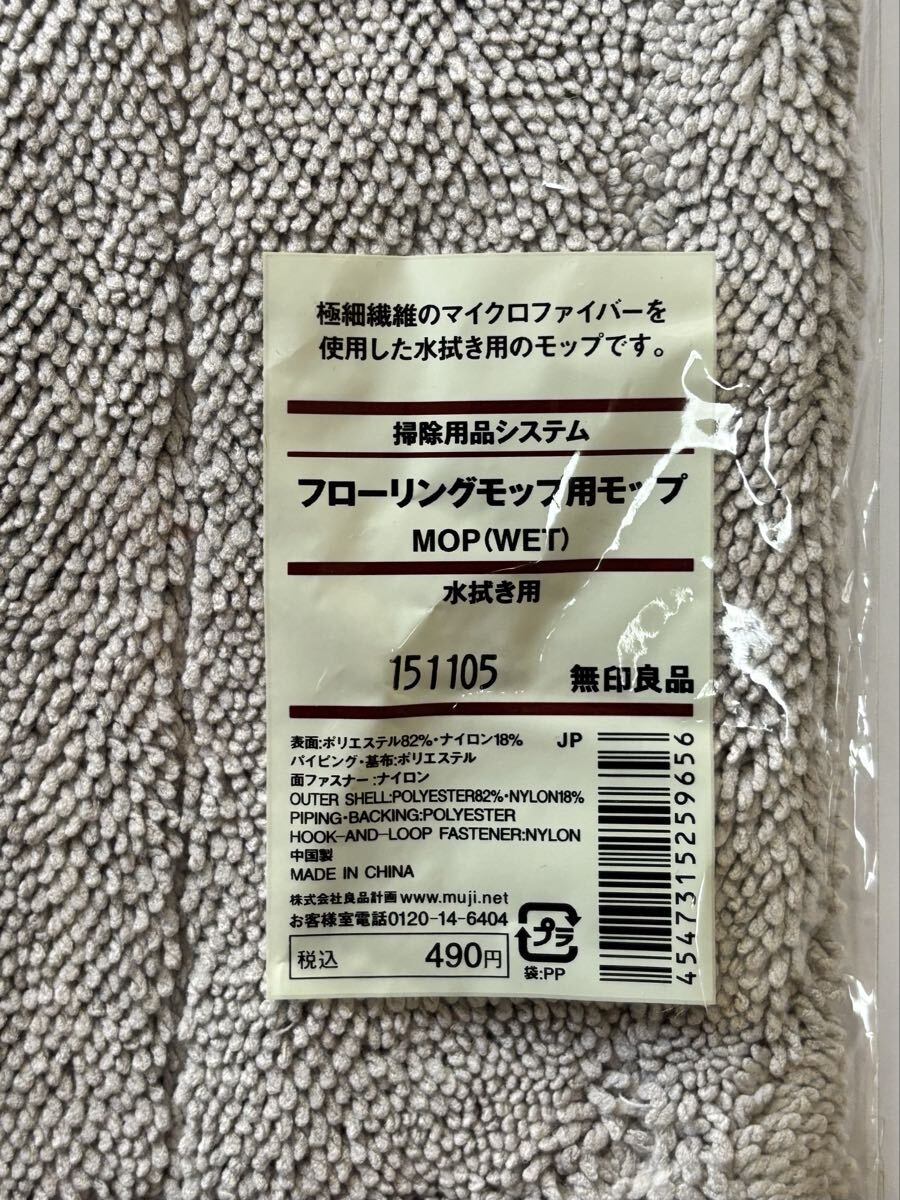 極細繊維のマイクロファイバーを
使用した水拭き用のモップです。
掃除用品システム
フローリングモップ用モップ
MOP(WET)
水拭き用
151105 無印良品
表面:ポリエステル82%・ナイロン18% JP
パイピング・基布:ポリエステル
面ファスナー:ナイロン
OUTER SHELL:POLYESTER82%・NYLON18%
PIPING・BACKING:POLYESTER
HOOK-AND-LOOP FASTENER:NYLON
中国製
MADE IN CHINA
株式会社良品計画 www.muji.net
お客様室電話0120-14-6404
税込 490円
プラ
袋:PP
4547315259656